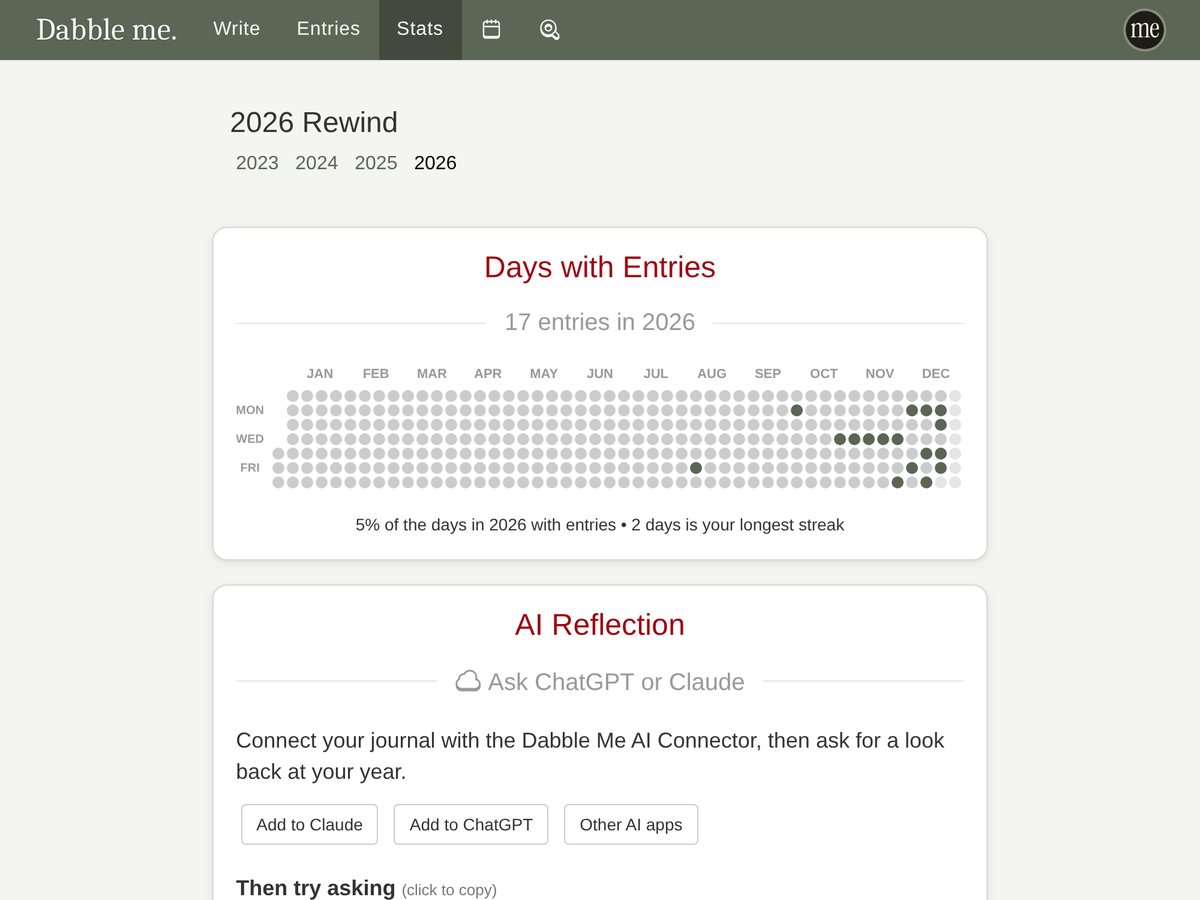 Dabble me. Write Entries Stats me
2026 Rewind
2023 2024 2025 2026
Days with Entries
17 entries in 2026
JAN FEB MAR APR MAY JUN JUL AUG SEP OCT NOV DEC
MON
WED
FRI
5% of the days in 2026 with entries • 2 days is your longest streak
AI Reflection
Ask ChatGPT or Claude
Connect your journal with the Dabble Me AI Connector, then ask for a look
back at your year.
Add to Claude Add to ChatGPT Other AI apps
Then try asking (click to copy)